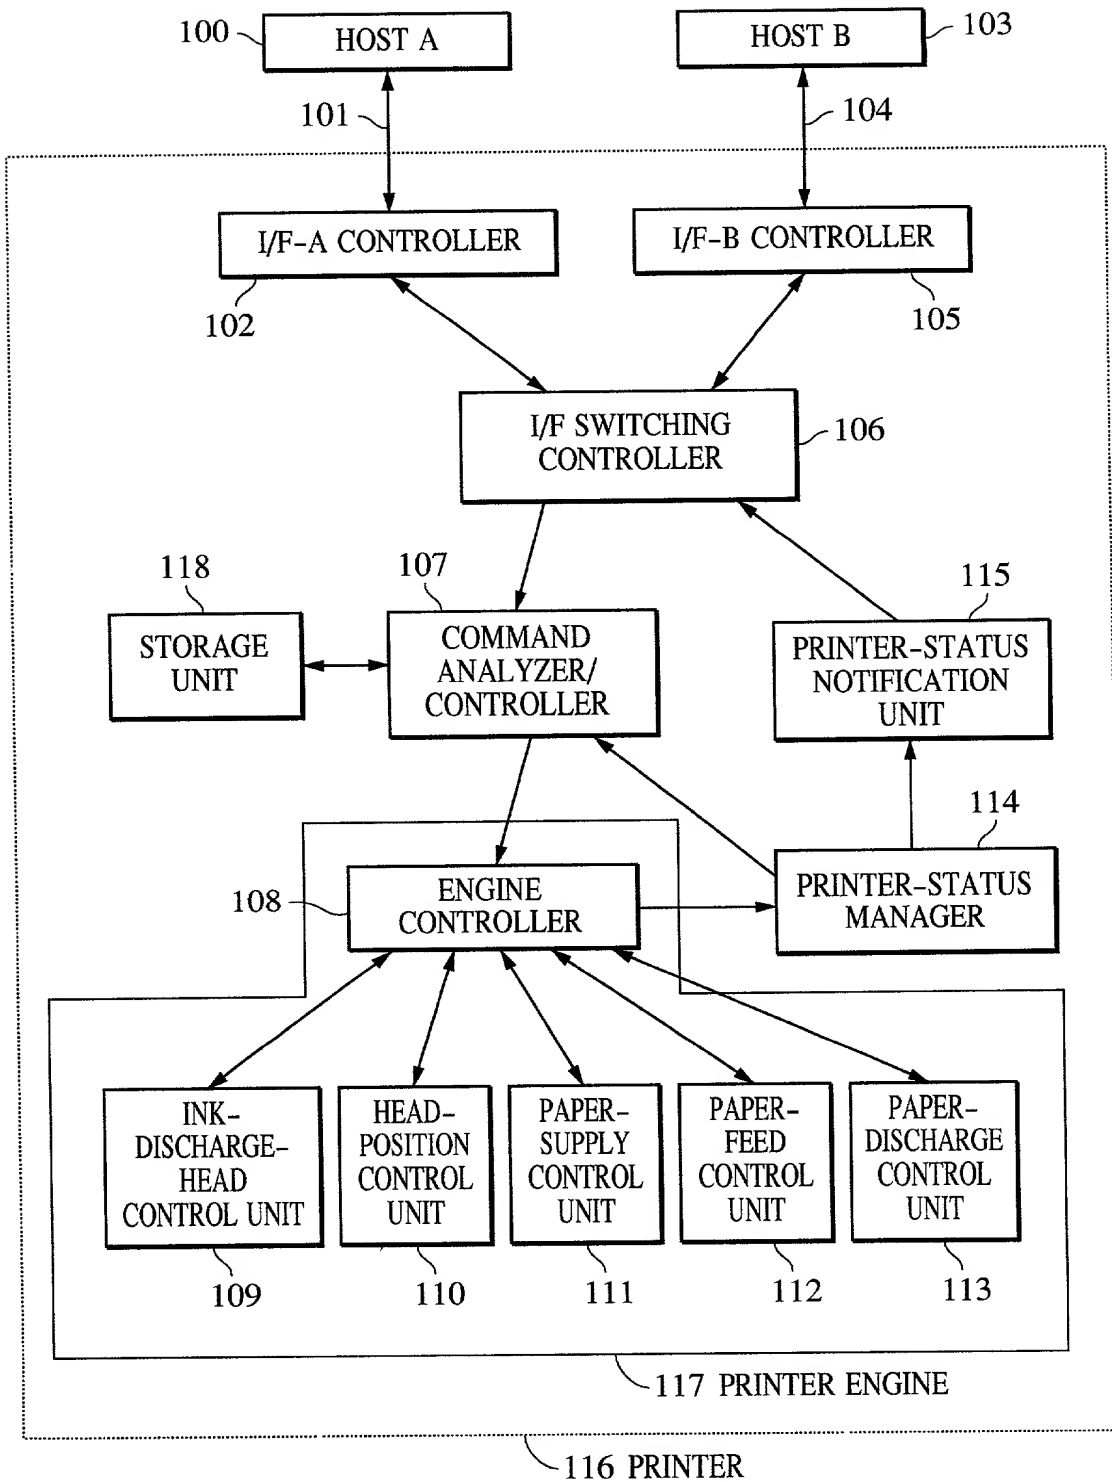 100
HOST A
HOST B
103
101
104
I/F-A CONTROLLER
I/F-B CONTROLLER
102
105
I/F SWITCHING
CONTROLLER
106
118
107
115
STORAGE
UNIT
COMMAND
ANALYZER/
CONTROLLER
PRINTER-STATUS
NOTIFICATION
UNIT
114
108
ENGINE
CONTROLLER
PRINTER-STATUS
MANAGER
INK-
DISCHARGE-
HEAD
CONTROL UNIT
HEAD-
POSITION
CONTROL
UNIT
PAPER-
SUPPLY
CONTROL
UNIT
PAPER-
FEED
CONTROL
UNIT
PAPER-
DISCHARGE
CONTROL
UNIT
109
110
111
112
113
117 PRINTER ENGINE
116 PRINTER